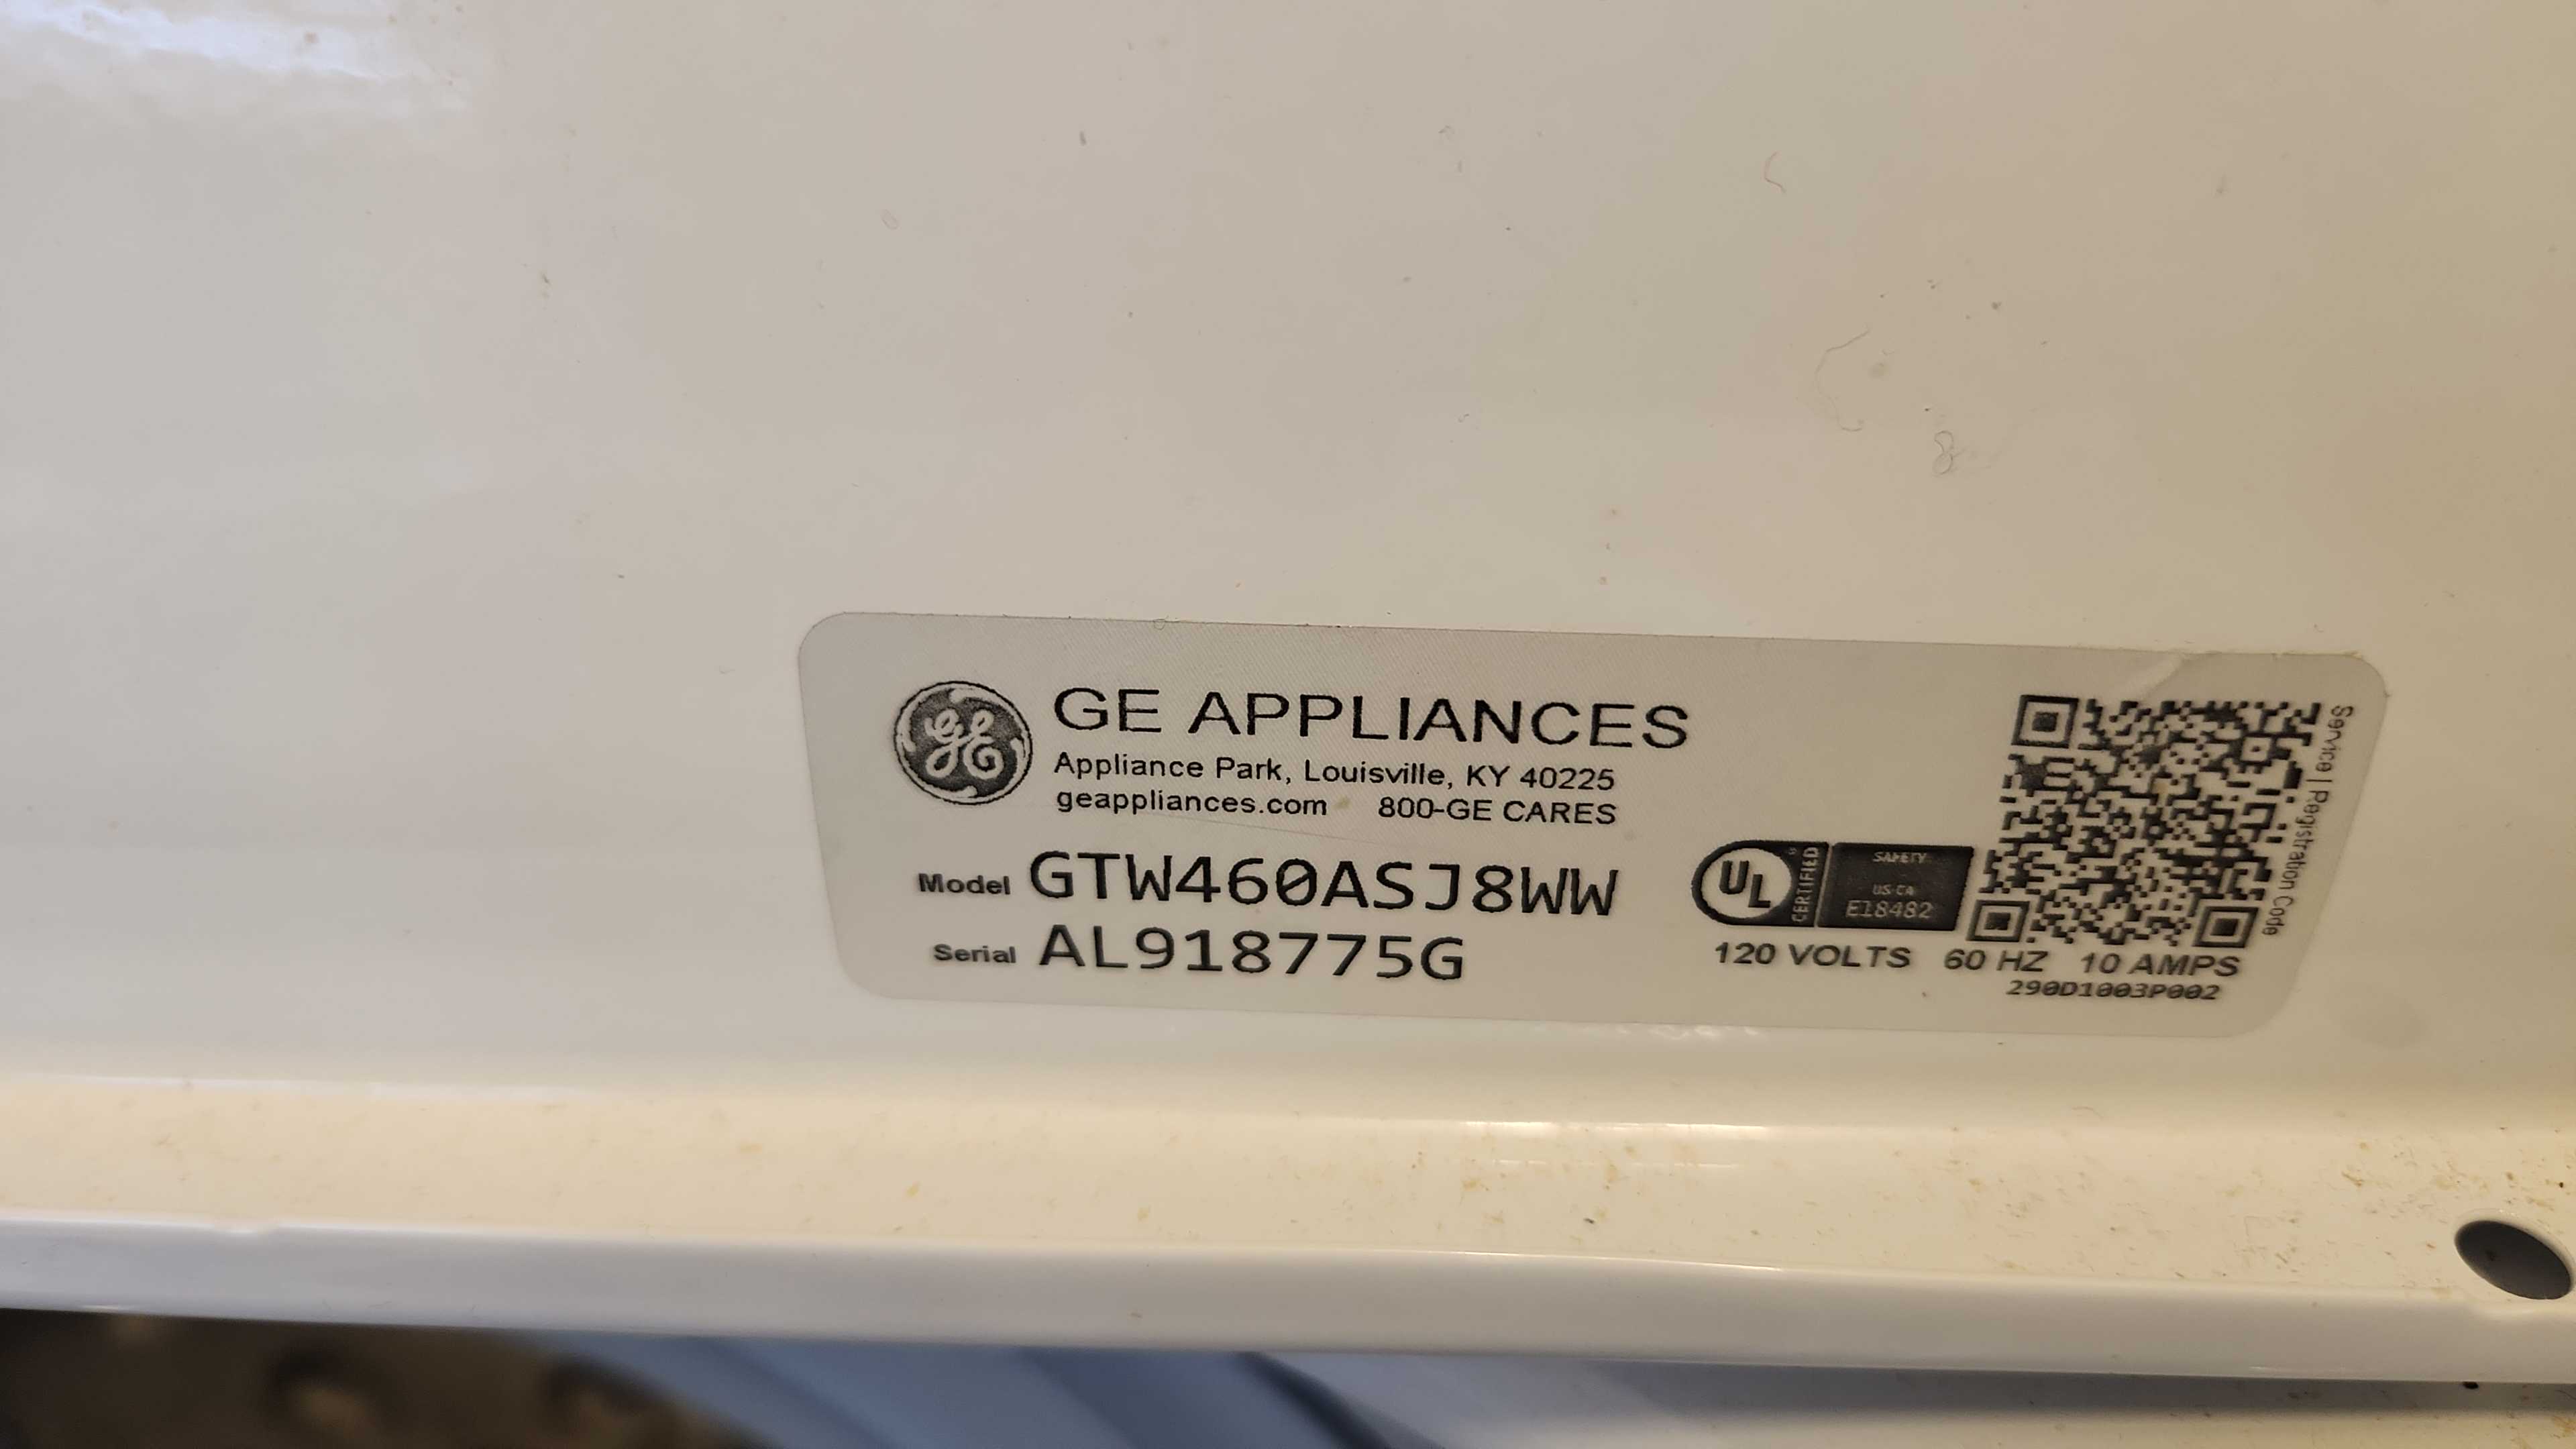 GE
GE APPLIANCES
Appliance Park, Louisville, KY 40225
geappliances.com 800-GE CARES
Model GTW460ASJ8WW
Serial AL918775G
UL CERTIFIED
SAFETY
US-CA
E18482
120 VOLTS 60 HZ 10 AMPS
290D1003P002
Service | Registration Code